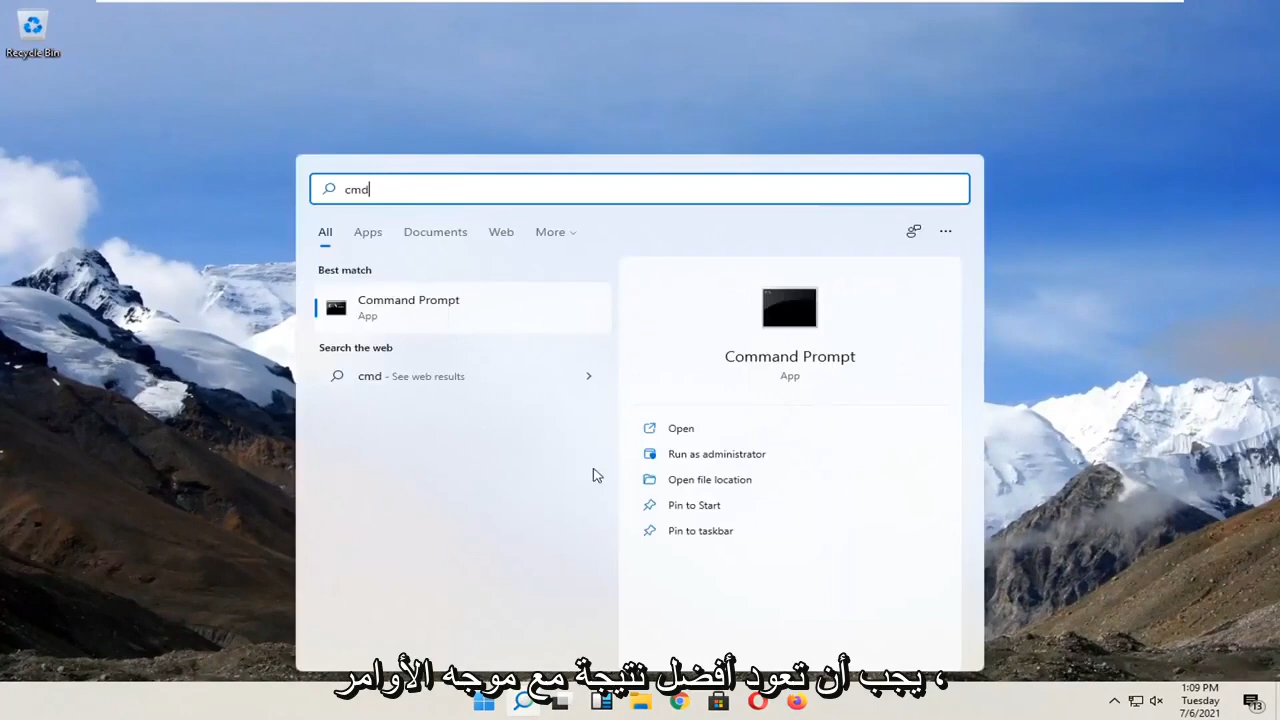 Recycle Bin
cmd
All Apps Documents Web More
Best match
Command Prompt
App
Search the web
cmd - See web results
Command Prompt
App
Open
Run as administrator
Open file location
Pin to Start
Pin to taskbar
، يجب أن تعود أفضل نتيجة مع موجه الأوامر
1:09 PM
Tuesday
7/6/2021
13